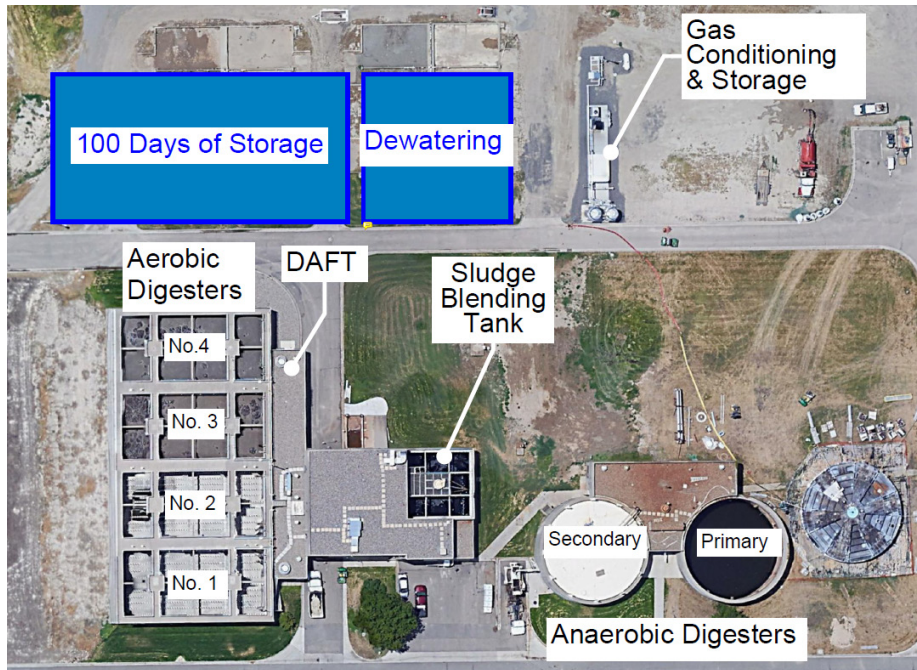 Gas
Conditioning
& Storage
100 Days of Storage
Dewatering
Aerobic
Digesters
DAFT
Sludge
Blending
Tank
No.4
No. 3
No. 2
No. 1
Secondary
Primary
Anaerobic Digesters